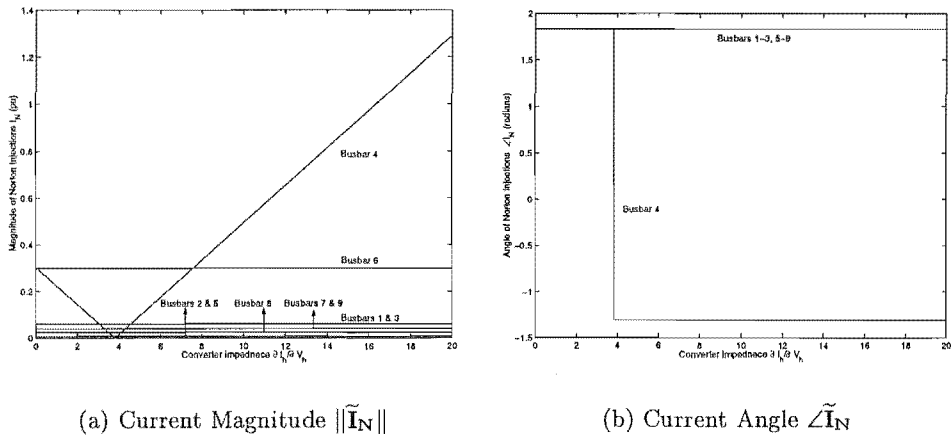 1.4
1.2
1
0.8
0.6
0.4
0.2
0
Magnitude of Norton Injections I_N (pu)
Busbar 4
Busbar 6
Busbars 2 & 5
Busbar 8
Busbars 7 & 9
Busbars 1 & 3
0 2 4 6 8 10 12 14 16 18 20
Converter Impednece ∂ I_h/∂ V_h
2
1.5
1
0.5
0
−0.5
−1
−1.5
Angle of Norton Injections ∠I_N (radians)
Busbars 1−3, 5−9
Busbar 4
0 2 4 6 8 10 12 14 16 18 20
Converter Impednece ∂ I_h/∂ V_h
(a) Current Magnitude ||Ĩ_N||
(b) Current Angle ∠Ĩ_N